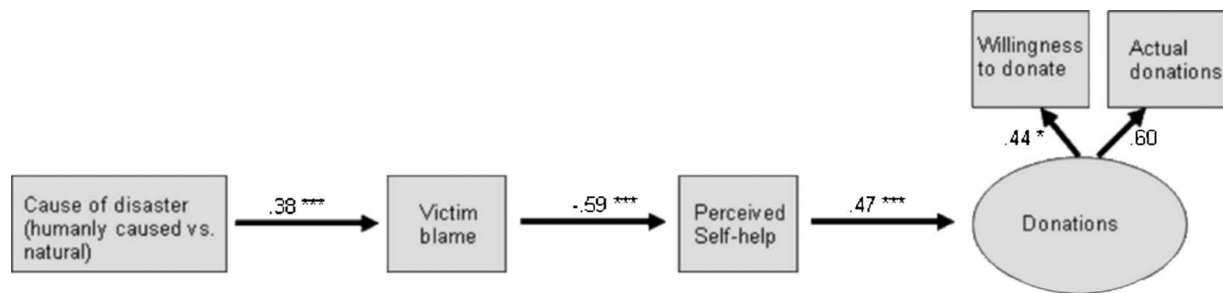 Willingness
to donate
Actual
donations
.44 *
.60
Cause of disaster
(humanly caused vs.
natural)
.38 ***
Victim
blame
-.59 ***
Perceived
Self-help
.47 ***
Donations